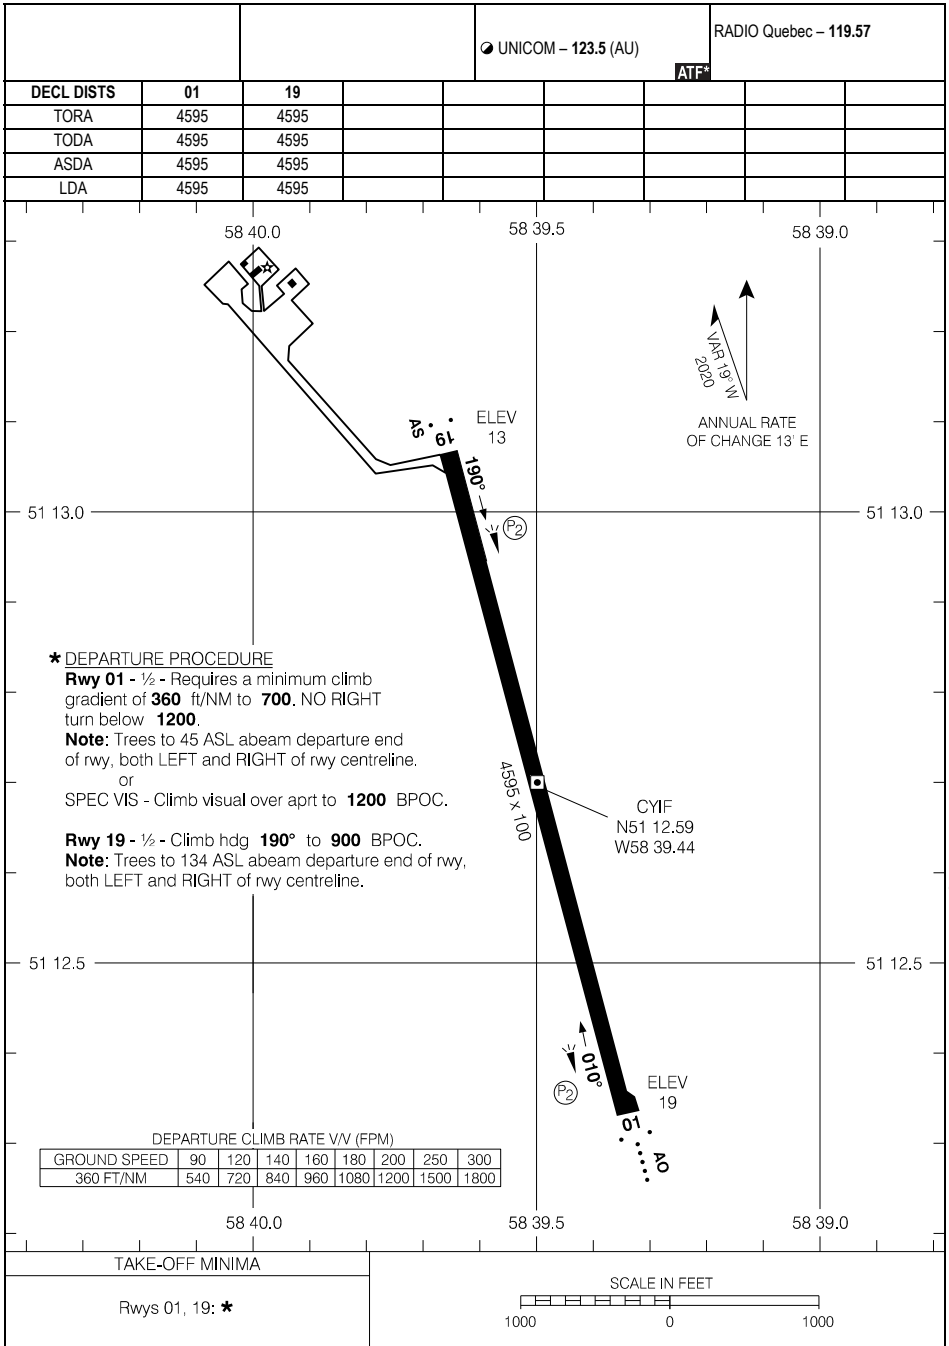 UNICOM – 123.5 (AU)
ATF*
RADIO Quebec – 119.57
DECL DISTS 01 19
TORA 4595 4595
TODA 4595 4595
ASDA 4595 4595
LDA 4595 4595
58 40.0 58 39.5 58 39.0
VAR 19° W
2020
ANNUAL RATE
OF CHANGE 13' E
AS
19
ELEV
13
190°
51 13.0 51 13.0
P2
* DEPARTURE PROCEDURE
Rwy 01 - ½ - Requires a minimum climb
gradient of 360 ft/NM to 700. NO RIGHT
turn below 1200.
Note: Trees to 45 ASL abeam departure end
of rwy, both LEFT and RIGHT of rwy centreline.
or
SPEC VIS - Climb visual over aprt to 1200 BPOC.
Rwy 19 - ½ - Climb hdg 190° to 900 BPOC.
Note: Trees to 134 ASL abeam departure end of rwy,
both LEFT and RIGHT of rwy centreline.
4595 x 100
CYIF
N51 12.59
W58 39.44
51 12.5 51 12.5
010°
P2
ELEV
19
01
AO
DEPARTURE CLIMB RATE V/V (FPM)
GROUND SPEED 90 120 140 160 180 200 250 300
360 FT/NM 540 720 840 960 1080 1200 1500 1800
58 40.0 58 39.5 58 39.0
TAKE-OFF MINIMA
Rwys 01, 19: *
SCALE IN FEET
1000 0 1000